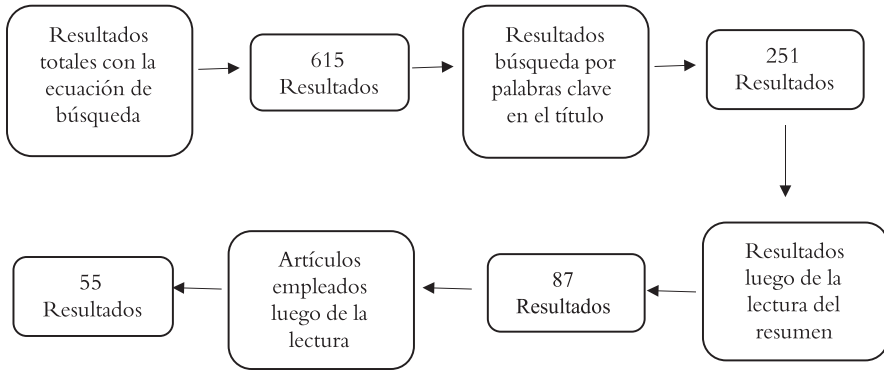 Resultados
totales con la
ecuación de
búsqueda
615
Resultados
Resultados
búsqueda por
palabras clave
en el título
251
Resultados
Resultados
luego de la
lectura del
resumen
87
Resultados
Artículos
empleados
luego de la
lectura
55
Resultados